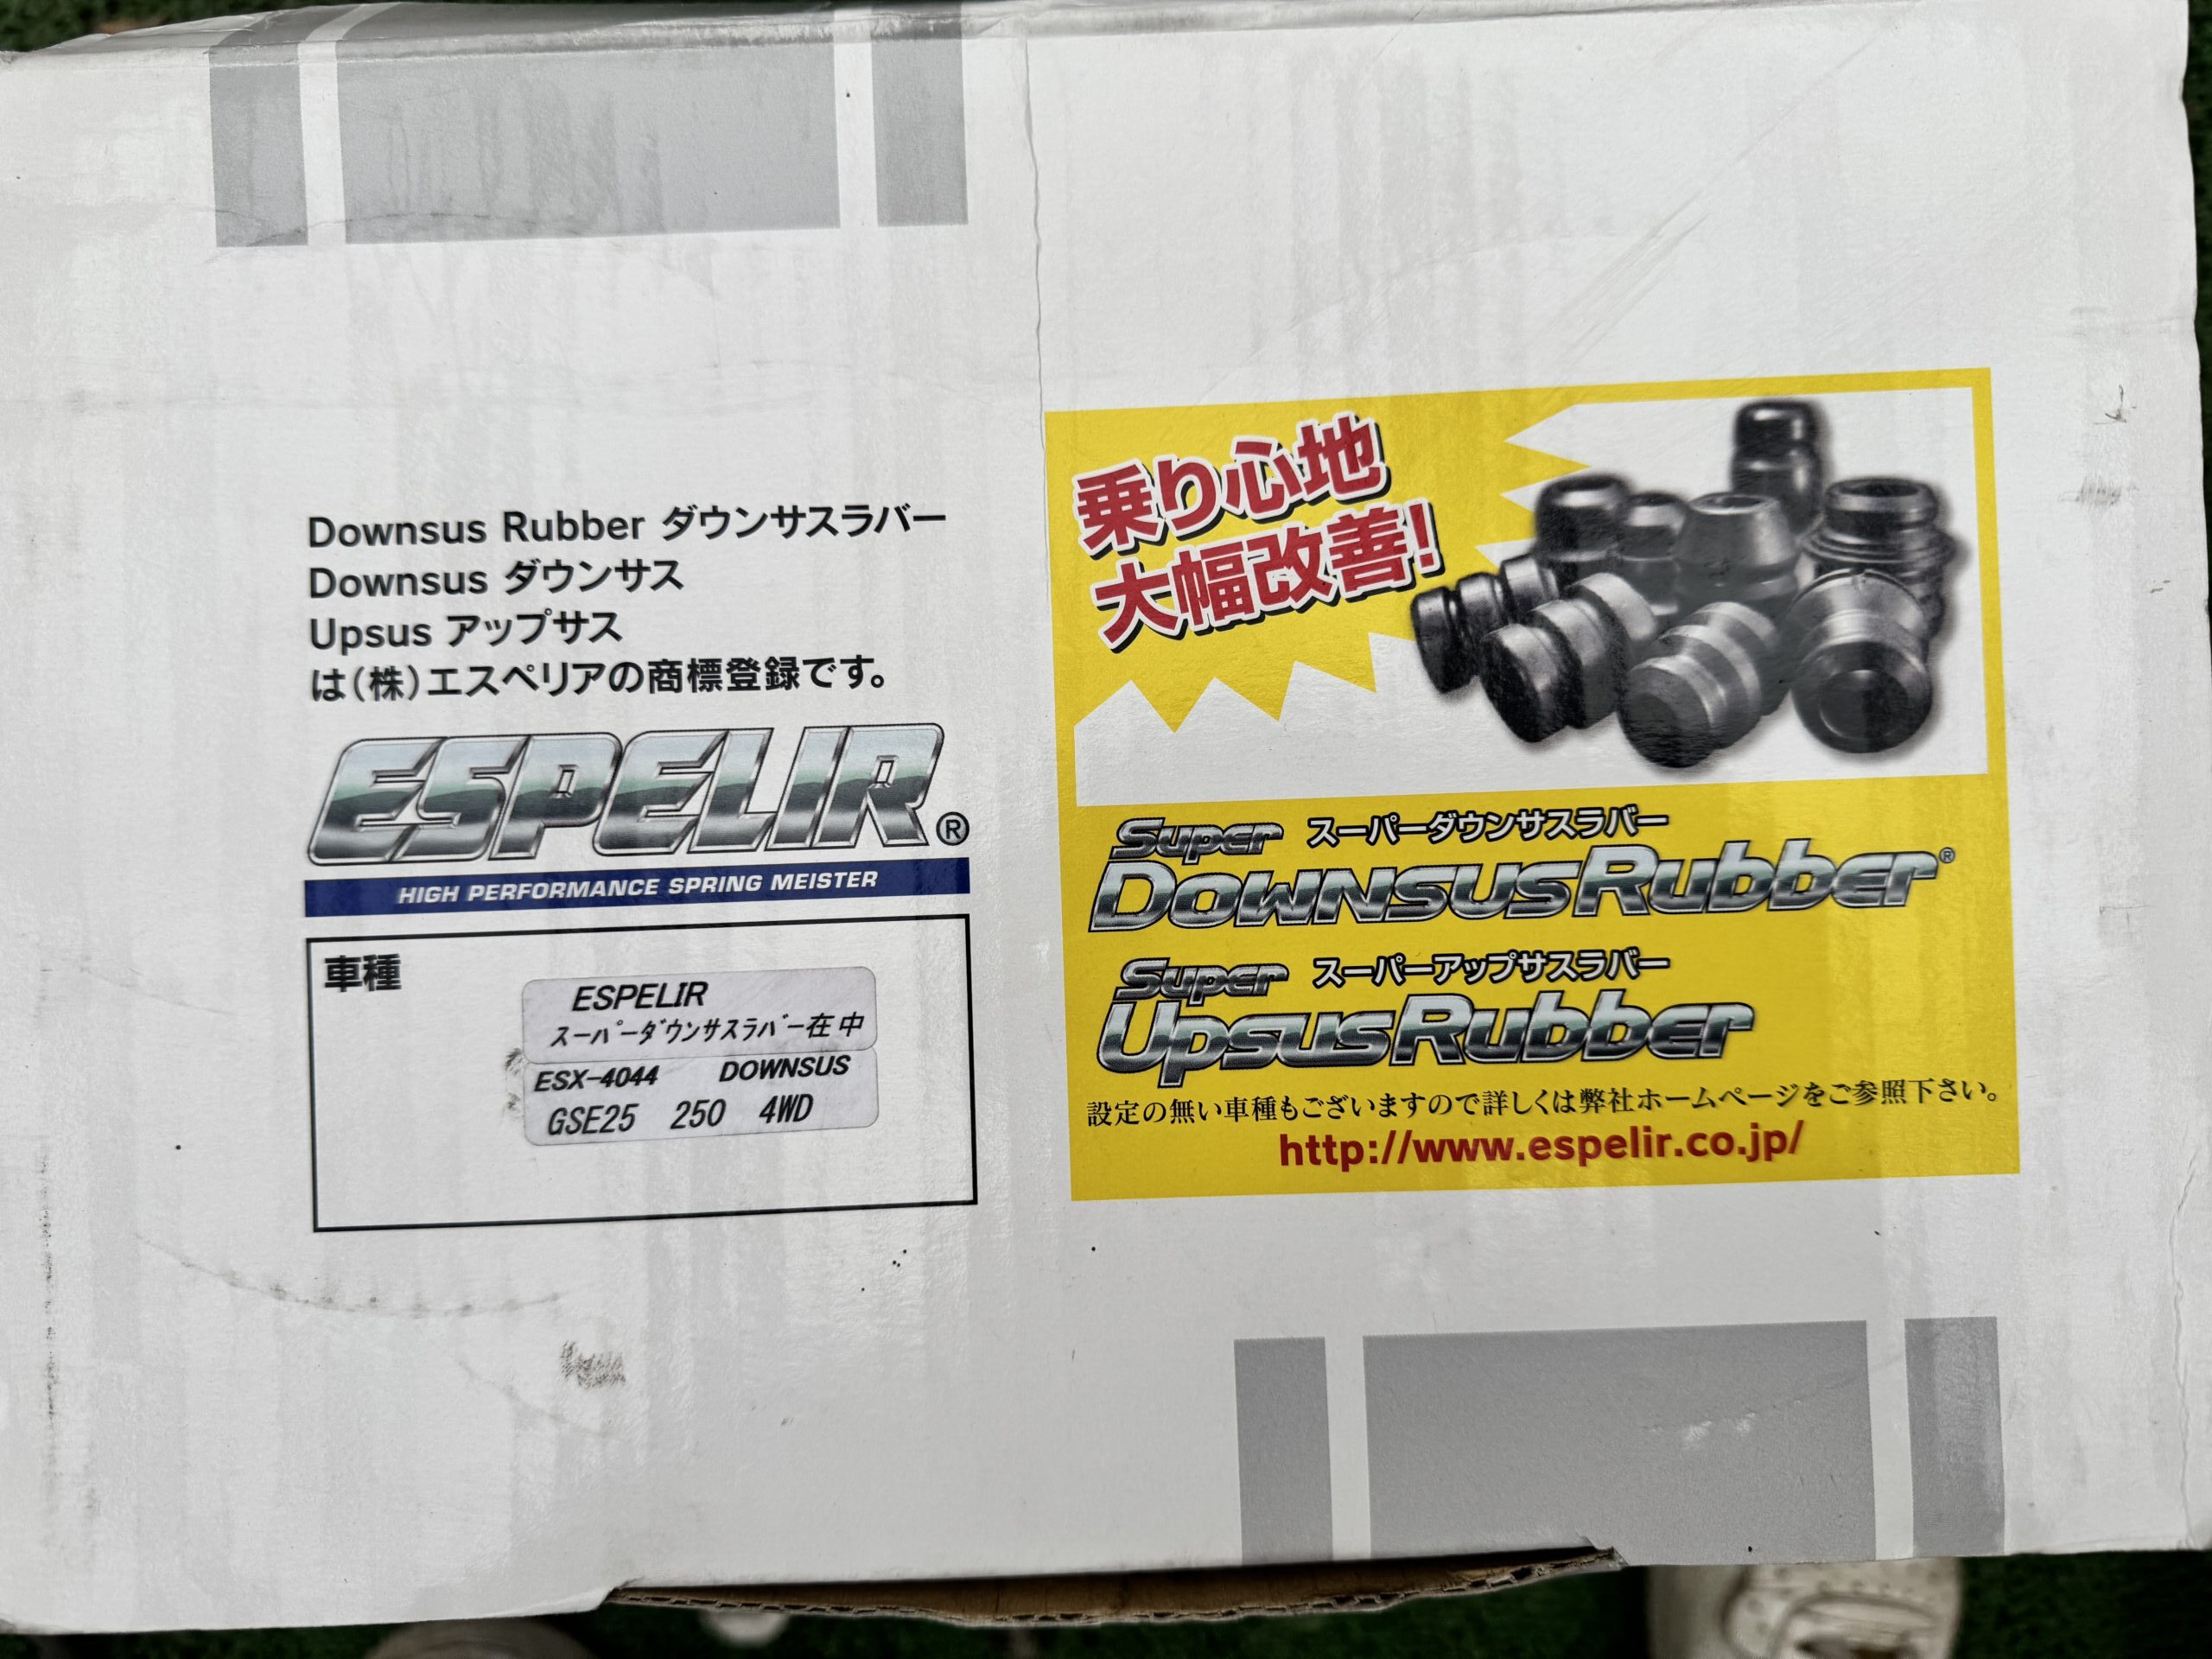 Downsus Rubber ダウンサスラバー
Downsus ダウンサス
Upsus アップサス
は(株)エスペリアの商標登録です。
ESPELIR®
HIGH PERFORMANCE SPRING MEISTER
車種
ESPELIR
スーパーダウンサスラバー在中
ESX-4044 DOWNSUS
GSE25 250 4WD
乗り心地
大幅改善!
Super スーパーダウンサスラバー
DOWNSUS Rubber®
Super スーパーアップサスラバー
Upsus Rubber
設定の無い車種もございますので詳しくは弊社ホームページをご参照下さい。
http://www.espelir.co.jp/